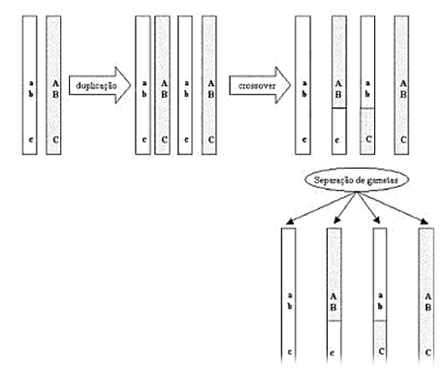 a A a A a A a A
b B duplicação b B b B crossover b B b B
c C c C c C c c C C
Separação de gametas
a A a A
b B b B
c c C C